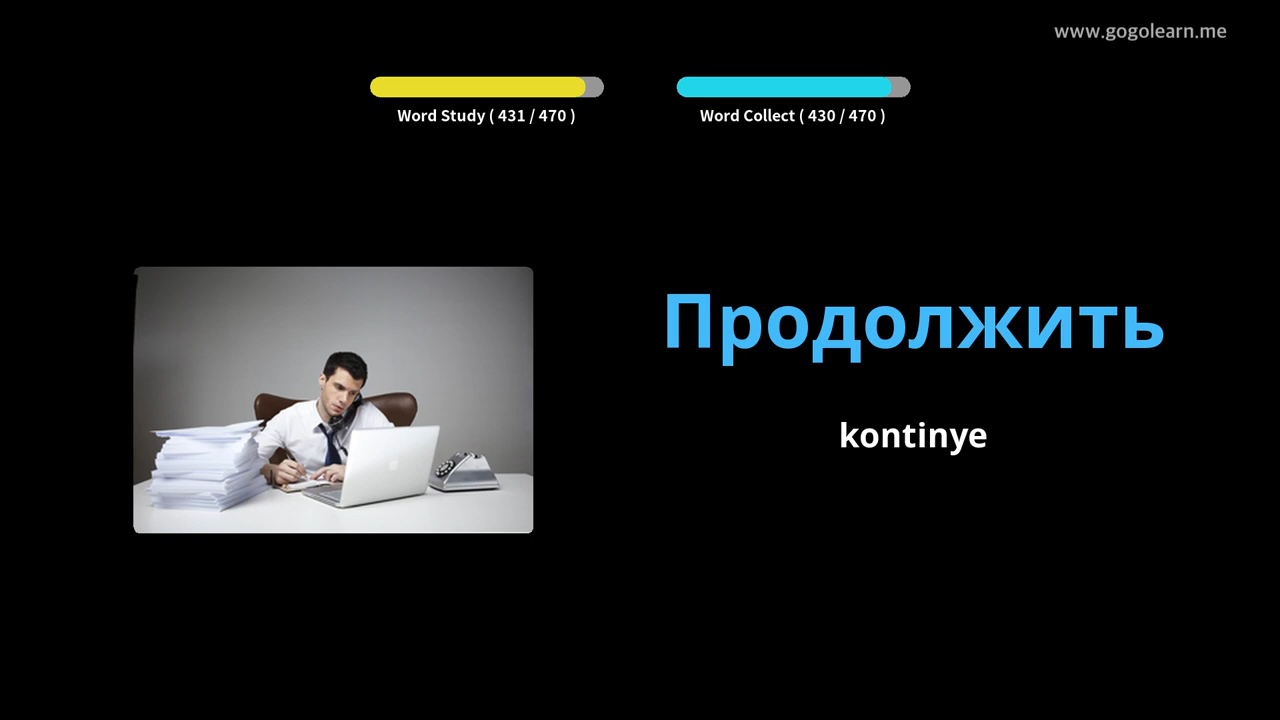 www.gogolearn.me
Word Study ( 431 / 470 )
Word Collect ( 430 / 470 )
Продолжить
kontinye